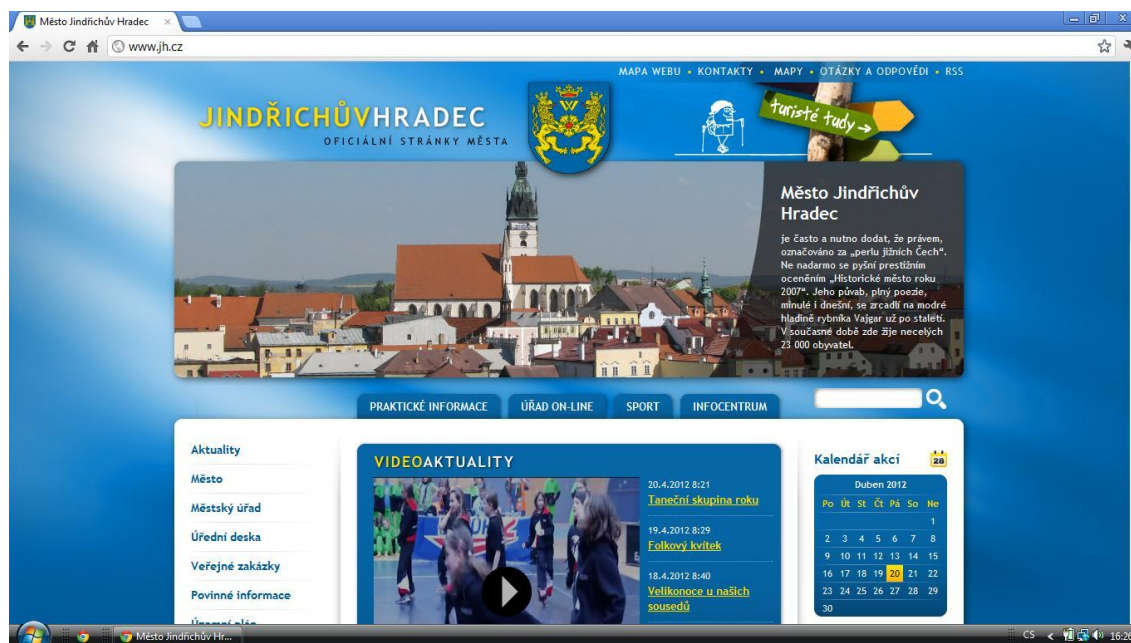 Město Jindřichův Hradec
www.jh.cz
MAPA WEBU • KONTAKTY • MAPY • OTÁZKY A ODPOVĚDI • RSS
JINDŘICHŮVHRADEC
OFICIÁLNÍ STRÁNKY MĚSTA
W
turisté tudy
Město Jindřichův
Hradec
je často a nutno dodat, že právem,
označováno za „perlu jižních Čech“.
Ne nadarmo se pyšní prestižním
oceněním „Historické město roku
2007“. Jeho půvab, plný poezie,
minulé i dnešní, se zrcadlí na modré
hladině rybníka Vajgar už po staletí.
V současné době zde žije necelých
23 000 obyvatel.
PRAKTICKÉ INFORMACE ÚŘAD ON-LINE SPORT INFOCENTRUM
Aktuality
Město
Městský úřad
Úřední deska
Veřejné zakázky
Povinné informace
Územní plán
VIDEOAKTUALITY
20.4.2012 8:21
Taneční skupina roku
19.4.2012 8:29
Folkový kvítek
18.4.2012 8:40
Velikonoce u našich
sousedů
Kalendář akcí
28
Duben 2012
Po Út St Čt Pá So Ne
1
2 3 4 5 6 7 8
9 10 11 12 13 14 15
16 17 18 19 20 21 22
23 24 25 26 27 28 29
30
Město Jindřichův Hr...
CS
16:26